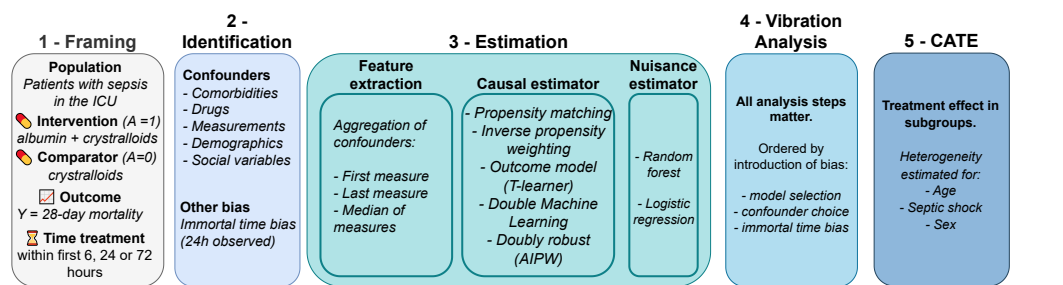 1 - Framing
Population
Patients with sepsis
in the ICU
Intervention (A =1)
albumin + crystralloids
Comparator (A=0)
crystralloids
Outcome
Y = 28-day mortality
Time treatment
within first 6, 24 or 72
hours
2 -
Identification
Confounders
- Comorbidities
- Drugs
- Measurements
- Demographics
- Social variables
Other bias
Immortal time bias
(24h observed)
3 - Estimation
Feature
extraction
Aggregation of
confounders:
- First measure
- Last measure
- Median of
measures
Causal estimator
- Propensity matching
- Inverse propensity
weighting
- Outcome model
(T-learner)
- Double Machine
Learning
- Doubly robust
(AIPW)
Nuisance
estimator
- Random
forest
- Logistic
regression
4 - Vibration
Analysis
All analysis steps
matter.
Ordered by
introduction of bias:
- model selection
- confounder choice
- immortal time bias
5 - CATE
Treatment effect in
subgroups.
Heterogeneity
estimated for:
- Age
- Septic shock
- Sex